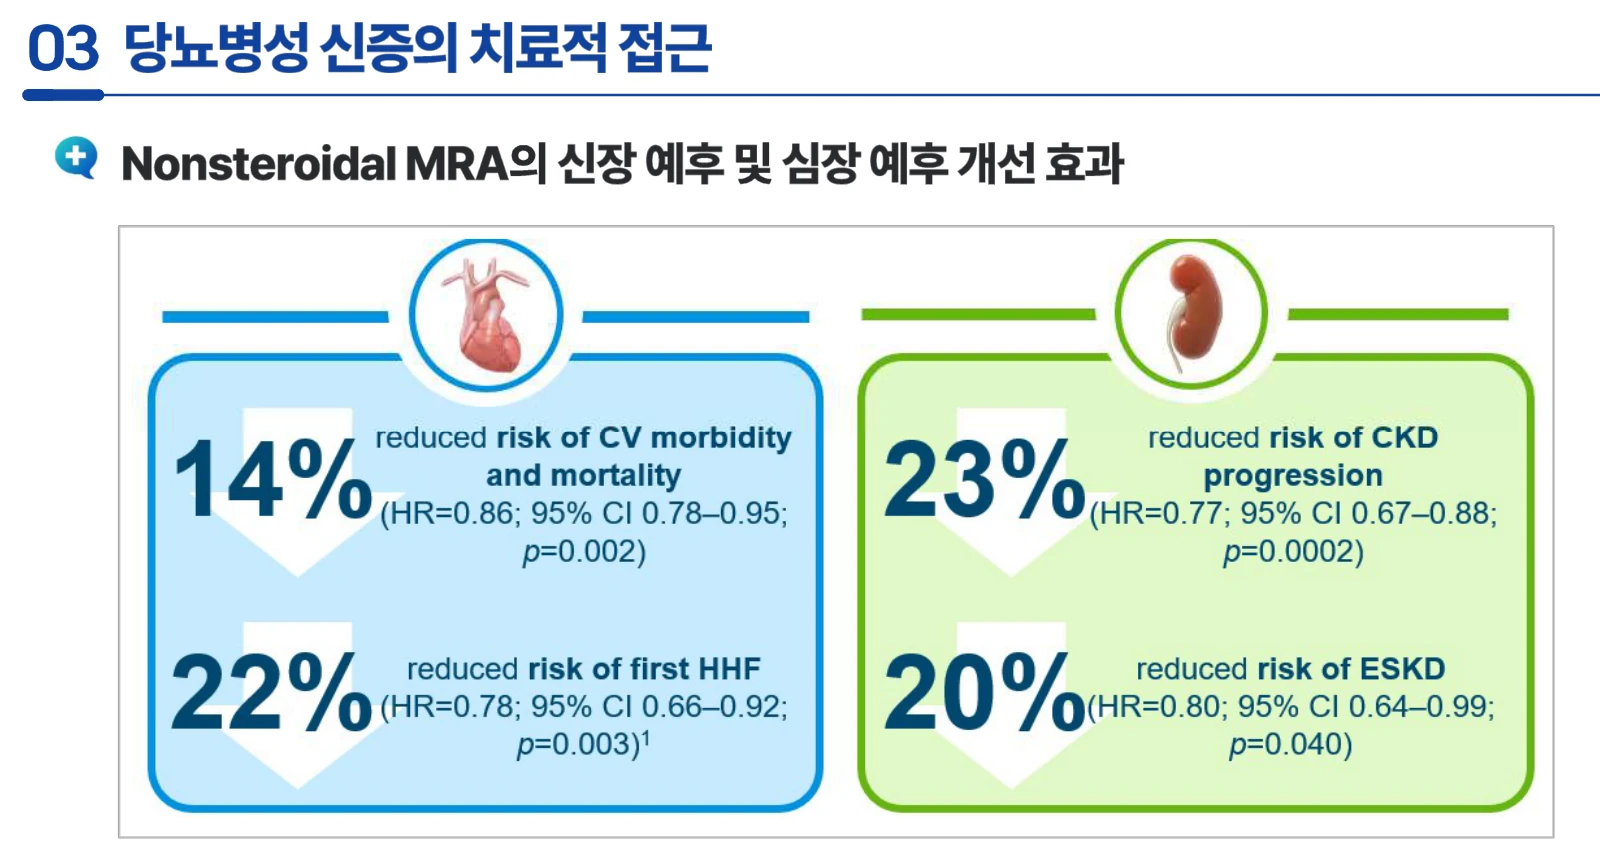 03 당뇨병성 신증의 치료적 접근
Nonsteroidal MRA의 신장 예후 및 심장 예후 개선 효과
14%
reduced risk of CV morbidity
and mortality
(HR=0.86; 95% CI 0.78–0.95;
p=0.002)
22%
reduced risk of first HHF
(HR=0.78; 95% CI 0.66–0.92;
p=0.003)¹
23%
reduced risk of CKD
progression
(HR=0.77; 95% CI 0.67–0.88;
p=0.0002)
20%
reduced risk of ESKD
(HR=0.80; 95% CI 0.64–0.99;
p=0.040)